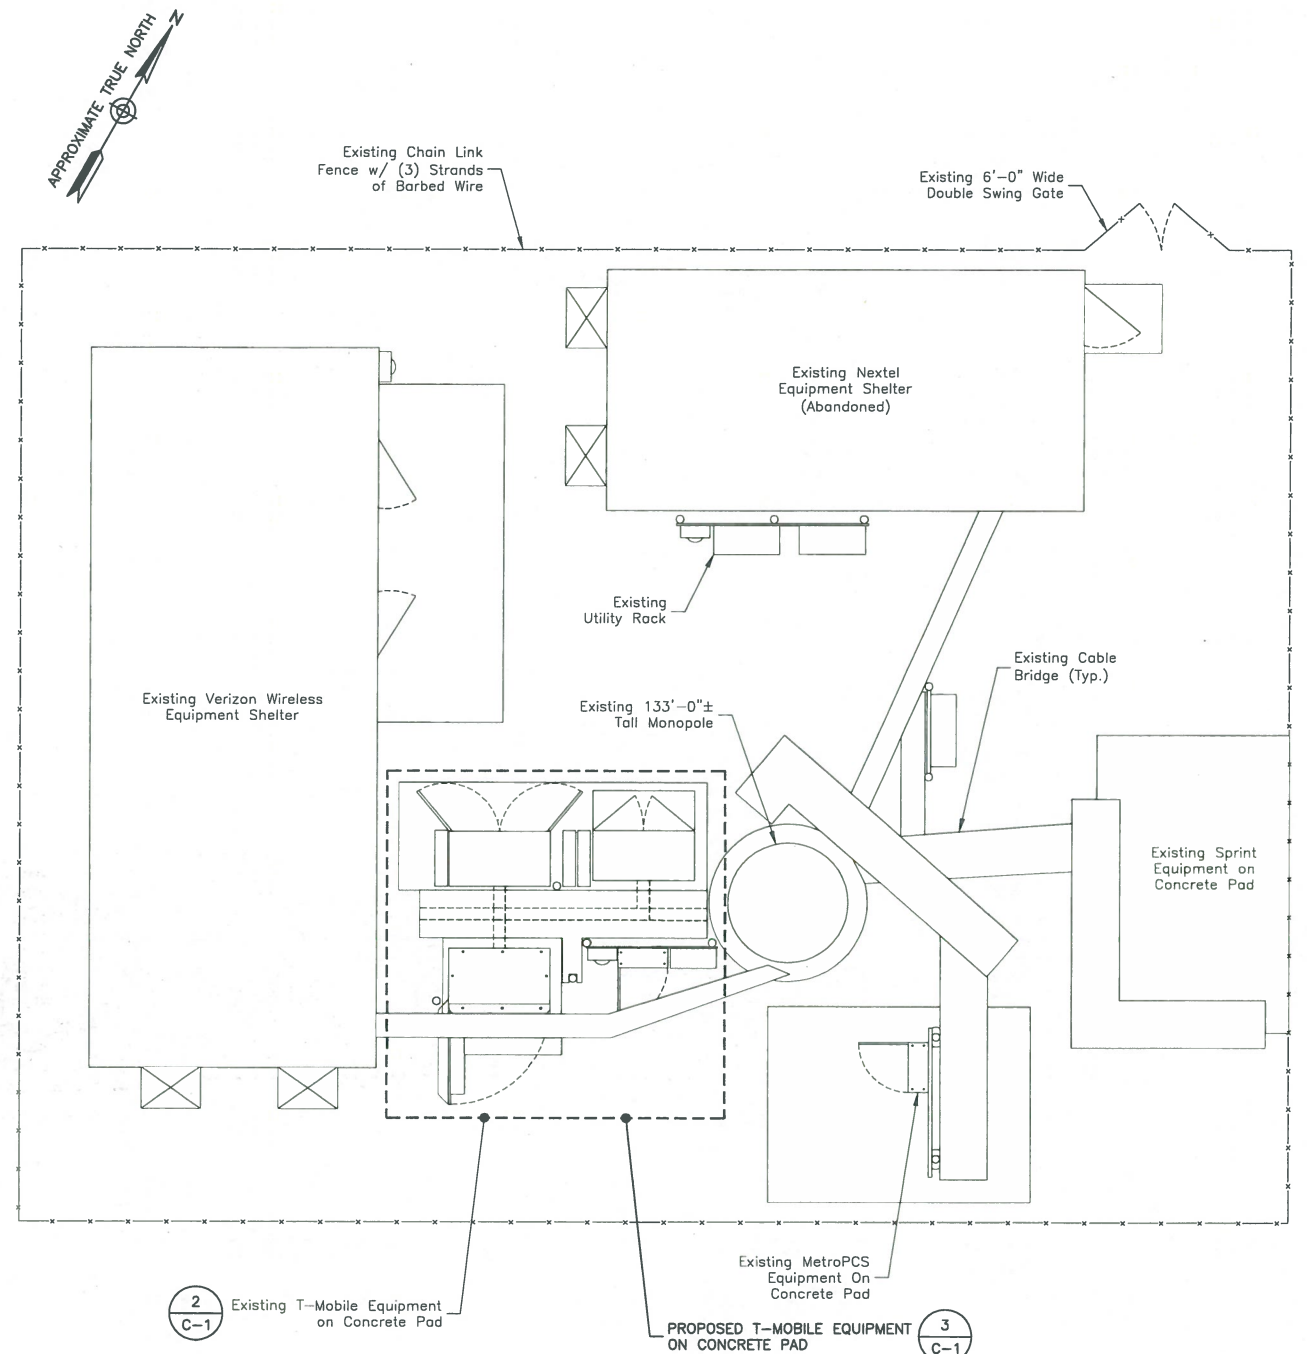 N
APPROXIMATE TRUE NORTH
Existing Chain Link
Fence w/ (3) Strands
of Barbed Wire
Existing 6'-0" Wide
Double Swing Gate
Existing Nextel
Equipment Shelter
(Abandoned)
Existing
Utility Rack
Existing Cable
Bridge (Typ.)
Existing Verizon Wireless
Equipment Shelter
Existing 133'-0"±
Tall Monopole
Existing Sprint
Equipment on
Concrete Pad
Existing MetroPCS
Equipment On
Concrete Pad
2
C-1
Existing T-Mobile Equipment
on Concrete Pad
PROPOSED T-MOBILE EQUIPMENT
ON CONCRETE PAD
3
C-1